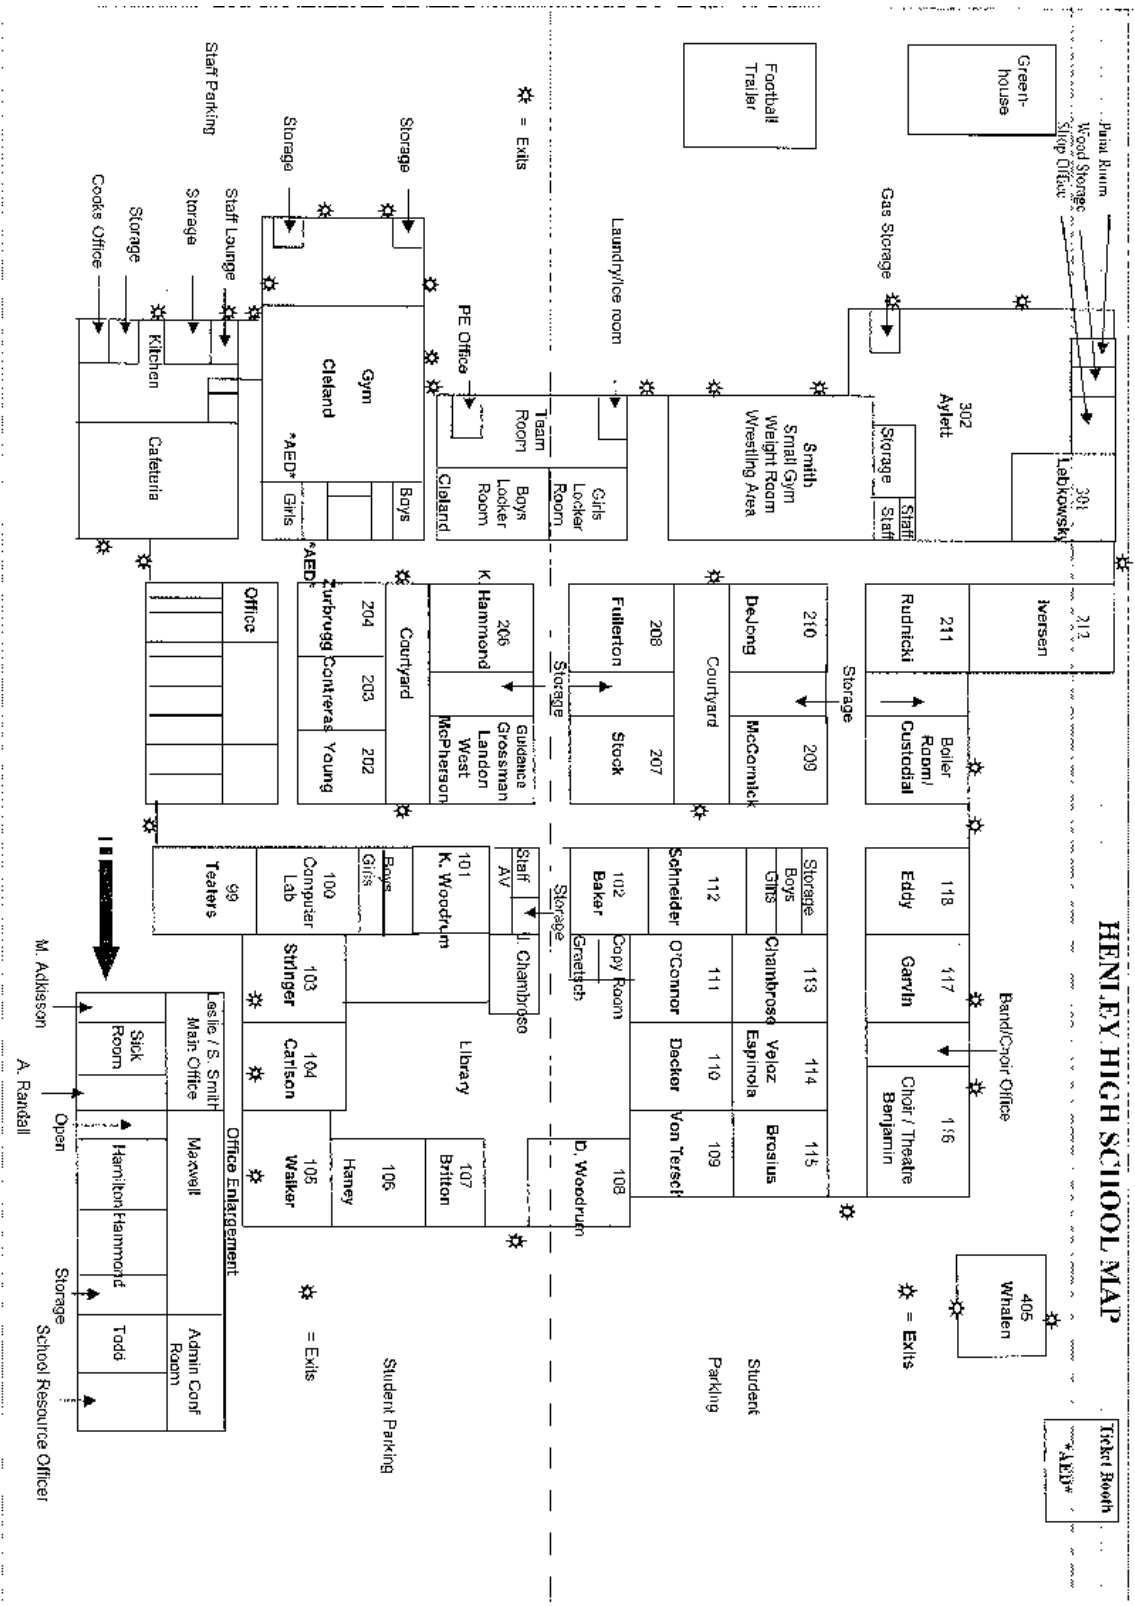 HENLEY HIGH SCHOOL MAP
Ticket Booth
*AED*
Paint Room
Wood Storage
Shop Office
Green-
house
Football
Trailer
= Exits
Staff Parking
Gas Storage
302
Aylett
301
Lebkowsky
Storage
Staff
Staff
Smith
Small Gym
Weight Room
Wrestling Area
Laundry/Ice room
Team
Room
Girls
Locker
Room
Boys
Locker
Room
Cleland
PE Office
Storage
Storage
Gym
Cleland
Boys
*AED*
Girls
*AED*
Staff Lounge
Storage
Storage
Cooks Office
Kitchen
Cafeteria
212
Iversen
211
Rudnicki
Boiler
Room/
Custodial
Storage
210
DeJong
209
McCormick
Courtyard
208
Fullerton
207
Stock
Storage
206
K. Hammond
Guidance
Grossman
Landon
West
McPherson
Courtyard
204
Zurbrugg
203
Contreras
202
Young
Office
118
Eddy
117
Garvin
Band/Choir Office
116
Choir / Theatre
Benjamin
Storage
Boys
Girls
113
Chambrose
114
Veloz
Espinola
115
Brosius
112
Schneider
111
O'Connor
110
Decker
109
Von Tersch
102
Baker
Copy Room
Graetsch
108
D. Woodrum
Storage
Staff
AV
J. Chambrose
101
K. Woodrum
Library
107
Britton
106
Haney
Boys
Girls
100
Computer
Lab
99
Teaters
103
Stringer
104
Carlson
105
Walker
405
Whalen
= Exits
Student
Parking
Student Parking
= Exits
Office Enlargement
Leslie / S. Smith
Main Office
Maxwell
Admin Conf
Room
Sick
Room
Hamilton
Hammond
Todd
M. Adkisson
A. Randall
Open
Storage
School Resource Officer